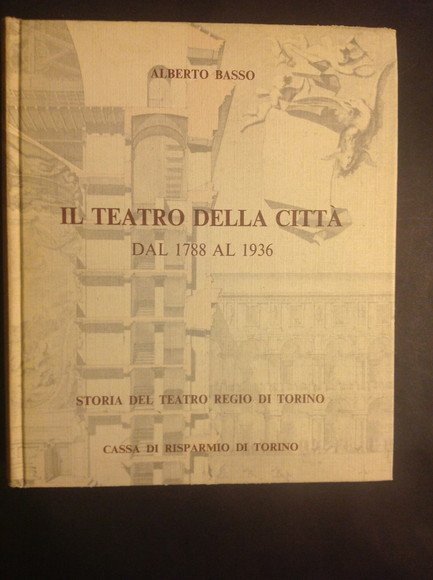 ALBERTO BASSO
IL TEATRO DELLA CITTÀ
DAL 1788 AL 1936
STORIA DEL TEATRO REGIO DI TORINO
CASSA DI RISPARMIO DI TORINO